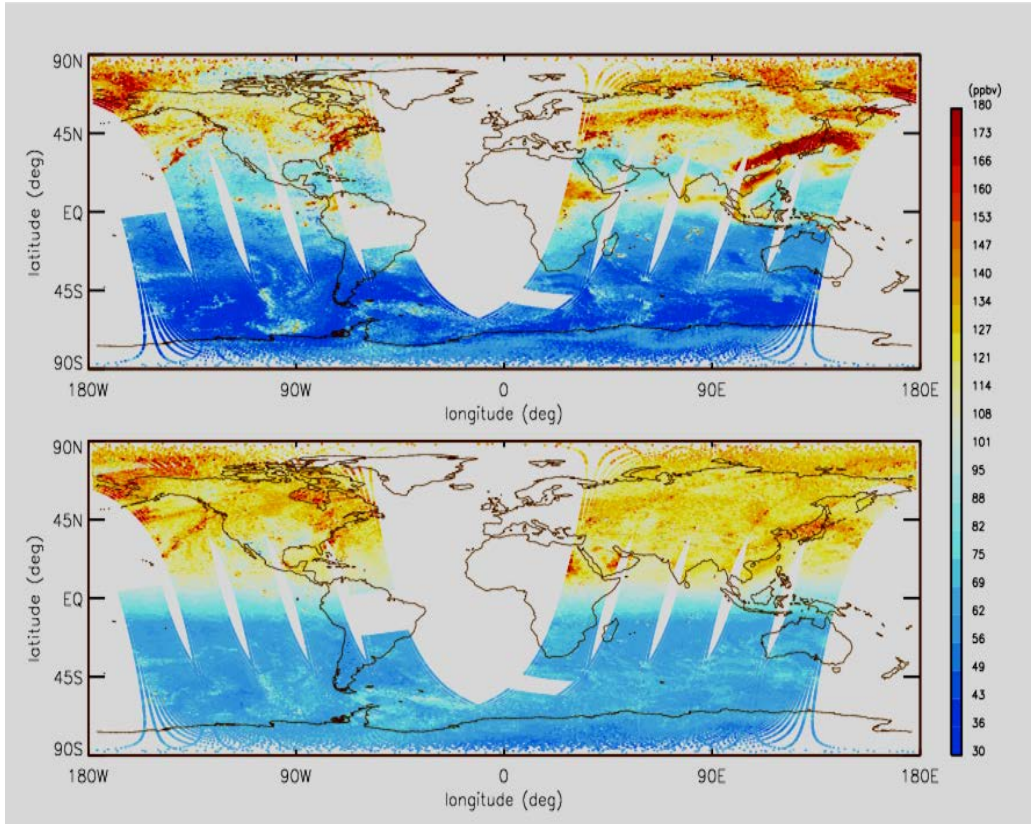 90N
45N
EQ
45S
90S
latitude (deg)
180W 90W 0 90E 180E
longitude (deg)
90N
45N
EQ
45S
90S
latitude (deg)
180W 90W 0 90E 180E
longitude (deg)
(ppbv)
180
173
166
160
153
147
140
134
127
121
114
108
101
95
88
82
75
69
62
56
49
43
36
30